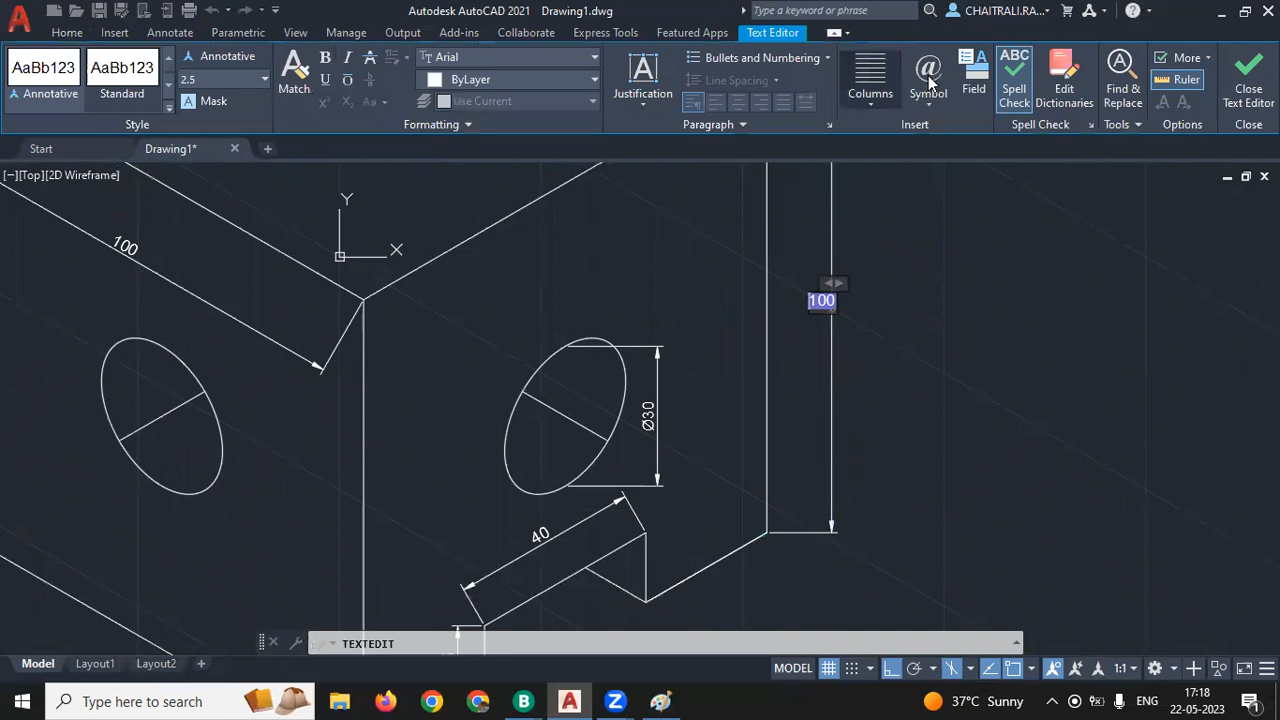 Autodesk AutoCAD 2021 Drawing1.dwg
Type a keyword or phrase
CHAITRALI.RA...
Home Insert Annotate Parametric View Manage Output Add-ins Collaborate Express Tools Featured Apps Text Editor
AaBb123 AaBb123
Annotative Standard
Annotative
2.5
Mask
Style
Match
B I A
U O
Aa
Arial
ByLayer
Use Current
Formatting
Justification
Bullets and Numbering
Line Spacing
Paragraph
Columns
@
Symbol
Field
Insert
ABC
Spell
Check
Edit
Dictionaries
Spell Check
Find &
Replace
Tools
More
Ruler
Options
Close
Text Editor
Close
Start Drawing1*
[−][Top][2D Wireframe]
Y
X
100
100
Ø30
40
TEXTEDIT
Model Layout1 Layout2
MODEL 1:1
Type here to search
37°C Sunny
ENG
17:18
22-05-2023